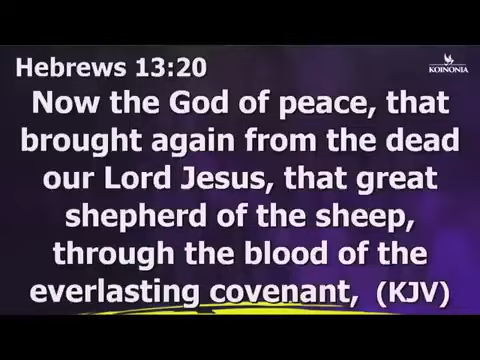 KOINONIA
Hebrews 13:20
Now the God of peace, that
brought again from the dead
our Lord Jesus, that great
shepherd of the sheep,
through the blood of the
everlasting covenant, (KJV)